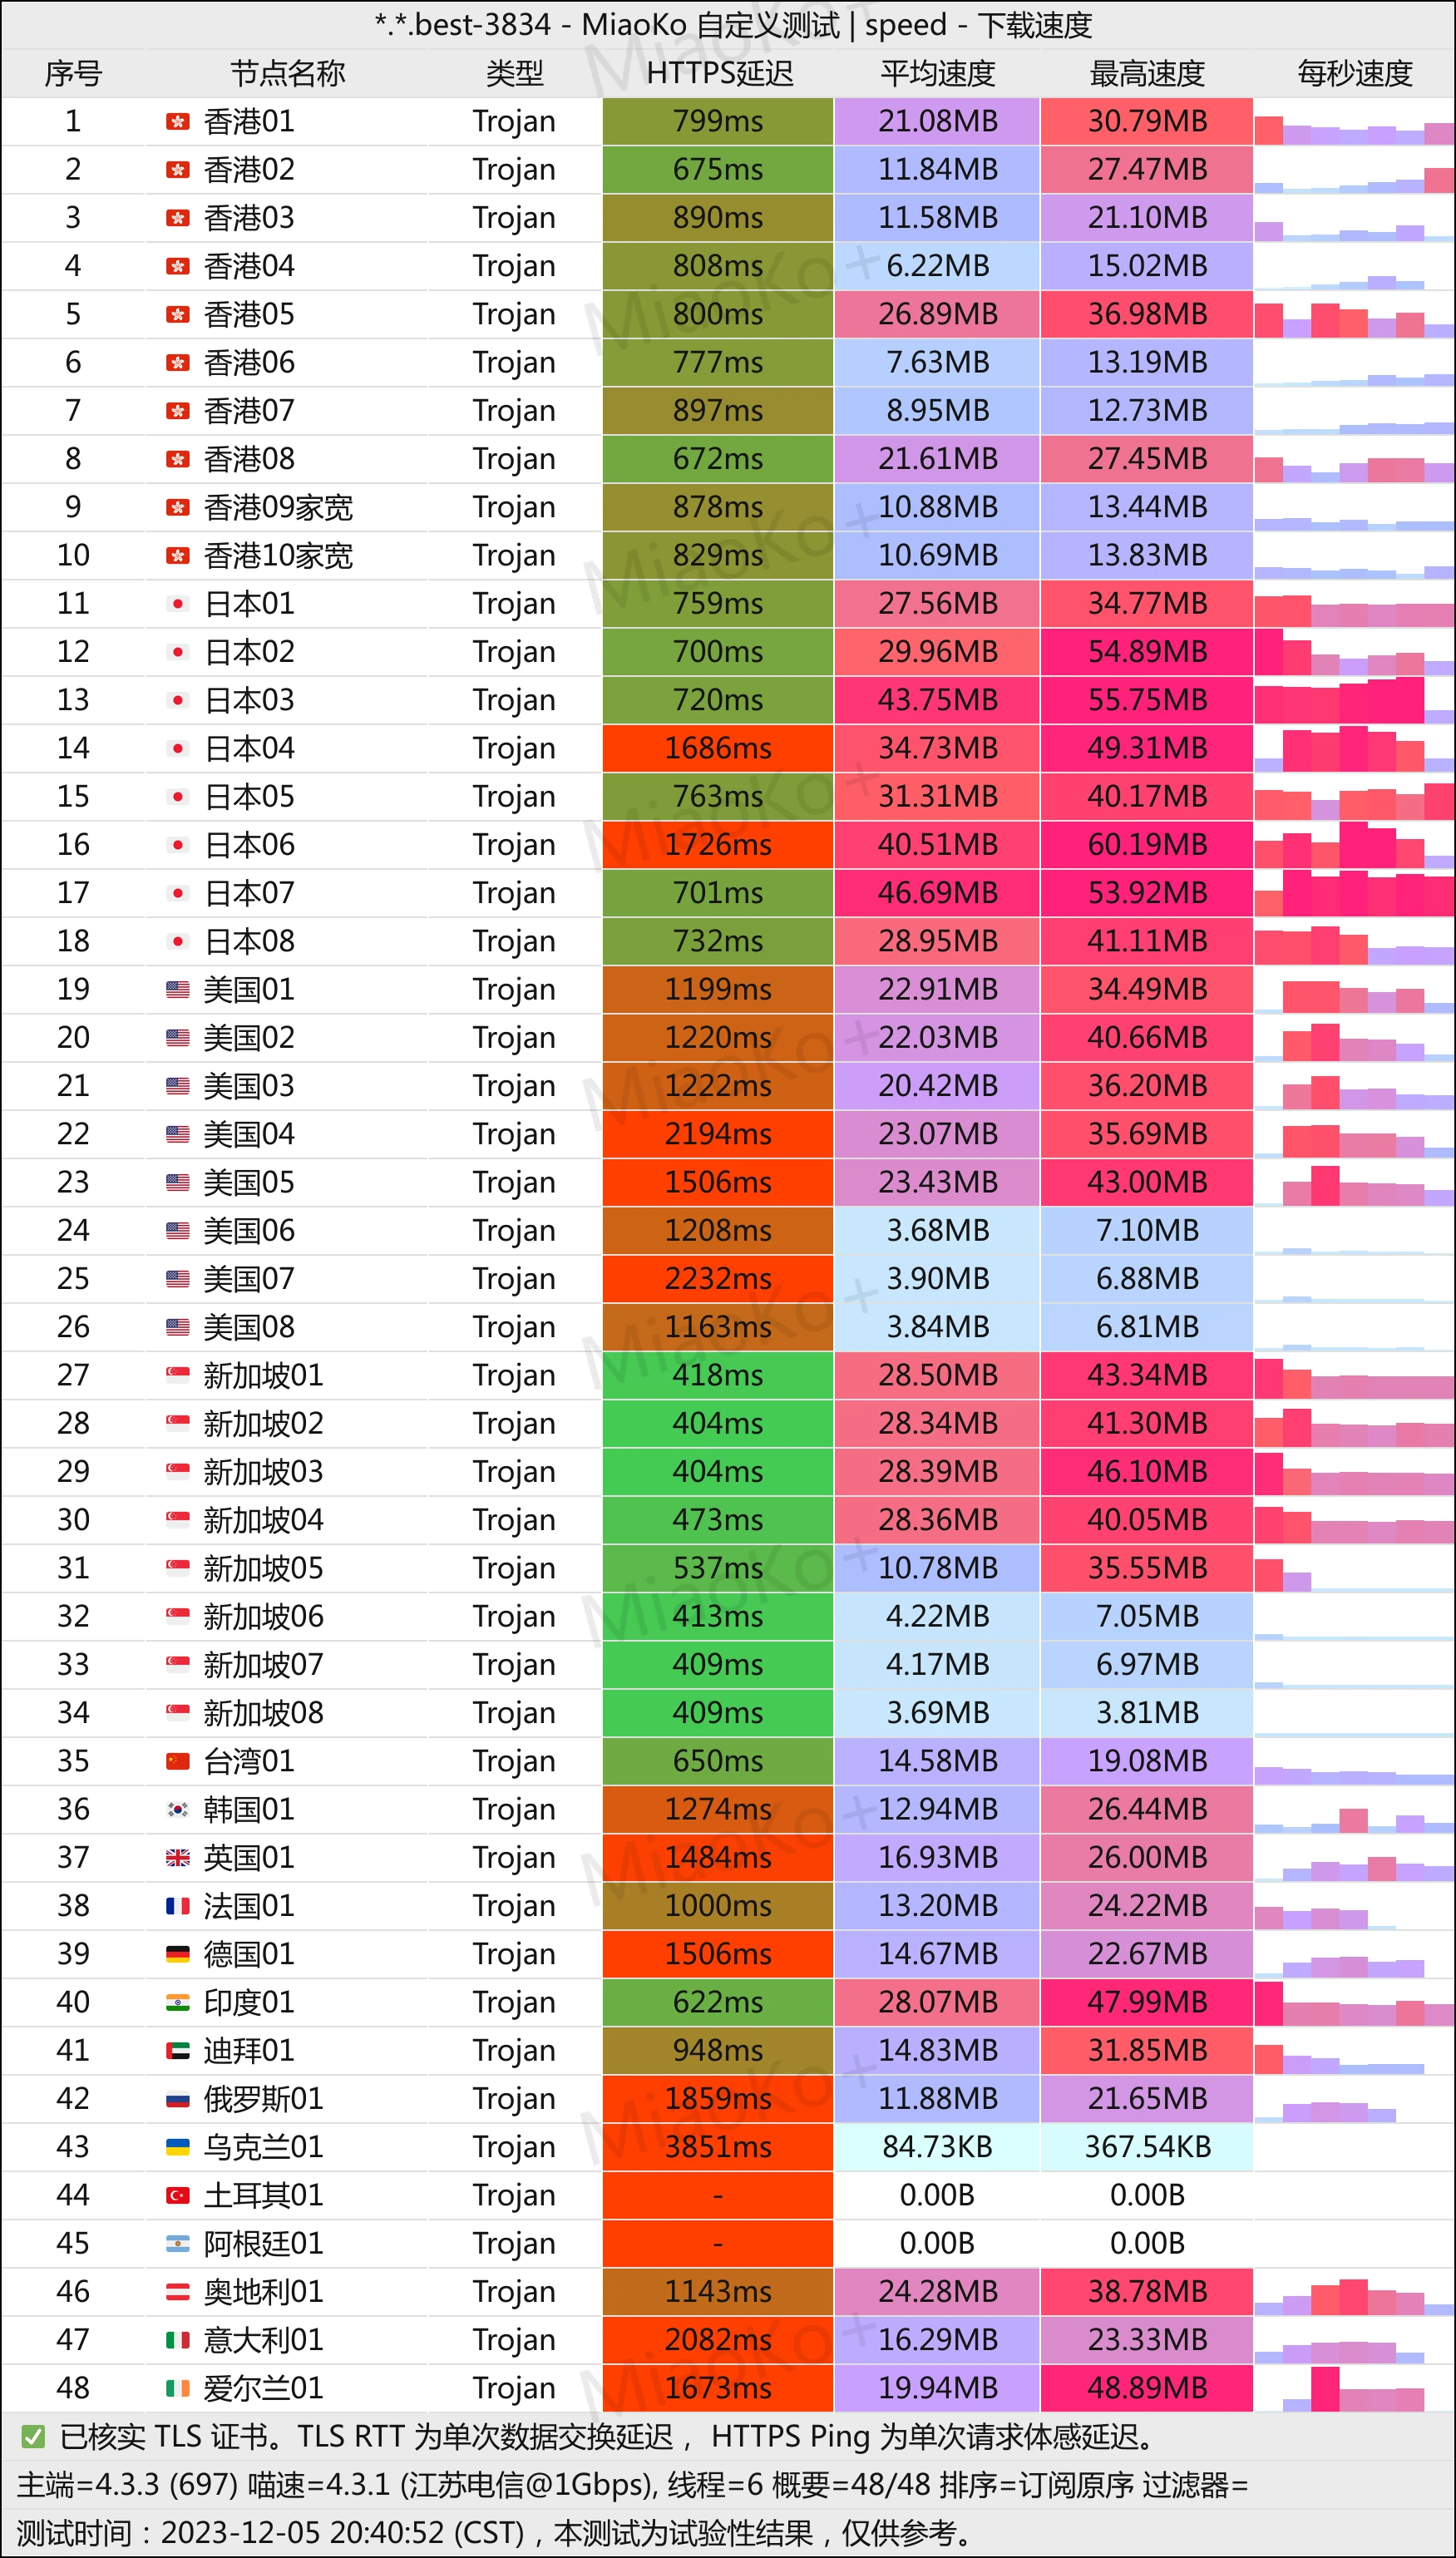 *.*.best-3834 - MiaoKo 自定义测试 | speed - 下载速度
序号 节点名称 类型 HTTPS延迟 平均速度 最高速度 每秒速度
1 香港01 Trojan 799ms 21.08MB 30.79MB
2 香港02 Trojan 675ms 11.84MB 27.47MB
3 香港03 Trojan 890ms 11.58MB 21.10MB
4 香港04 Trojan 808ms 6.22MB 15.02MB
5 香港05 Trojan 800ms 26.89MB 36.98MB
6 香港06 Trojan 777ms 7.63MB 13.19MB
7 香港07 Trojan 897ms 8.95MB 12.73MB
8 香港08 Trojan 672ms 21.61MB 27.45MB
9 香港09家宽 Trojan 878ms 10.88MB 13.44MB
10 香港10家宽 Trojan 829ms 10.69MB 13.83MB
11 日本01 Trojan 759ms 27.56MB 34.77MB
12 日本02 Trojan 700ms 29.96MB 54.89MB
13 日本03 Trojan 720ms 43.75MB 55.75MB
14 日本04 Trojan 1686ms 34.73MB 49.31MB
15 日本05 Trojan 763ms 31.31MB 40.17MB
16 日本06 Trojan 1726ms 40.51MB 60.19MB
17 日本07 Trojan 701ms 46.69MB 53.92MB
18 日本08 Trojan 732ms 28.95MB 41.11MB
19 美国01 Trojan 1199ms 22.91MB 34.49MB
20 美国02 Trojan 1220ms 22.03MB 40.66MB
21 美国03 Trojan 1222ms 20.42MB 36.20MB
22 美国04 Trojan 2194ms 23.07MB 35.69MB
23 美国05 Trojan 1506ms 23.43MB 43.00MB
24 美国06 Trojan 1208ms 3.68MB 7.10MB
25 美国07 Trojan 2232ms 3.90MB 6.88MB
26 美国08 Trojan 1163ms 3.84MB 6.81MB
27 新加坡01 Trojan 418ms 28.50MB 43.34MB
28 新加坡02 Trojan 404ms 28.34MB 41.30MB
29 新加坡03 Trojan 404ms 28.39MB 46.10MB
30 新加坡04 Trojan 473ms 28.36MB 40.05MB
31 新加坡05 Trojan 537ms 10.78MB 35.55MB
32 新加坡06 Trojan 413ms 4.22MB 7.05MB
33 新加坡07 Trojan 409ms 4.17MB 6.97MB
34 新加坡08 Trojan 409ms 3.69MB 3.81MB
35 台湾01 Trojan 650ms 14.58MB 19.08MB
36 韩国01 Trojan 1274ms 12.94MB 26.44MB
37 英国01 Trojan 1484ms 16.93MB 26.00MB
38 法国01 Trojan 1000ms 13.20MB 24.22MB
39 德国01 Trojan 1506ms 14.67MB 22.67MB
40 印度01 Trojan 622ms 28.07MB 47.99MB
41 迪拜01 Trojan 948ms 14.83MB 31.85MB
42 俄罗斯01 Trojan 1859ms 11.88MB 21.65MB
43 乌克兰01 Trojan 3851ms 84.73KB 367.54KB
44 土耳其01 Trojan - 0.00B 0.00B
45 阿根廷01 Trojan - 0.00B 0.00B
46 奥地利01 Trojan 1143ms 24.28MB 38.78MB
47 意大利01 Trojan 2082ms 16.29MB 23.33MB
48 爱尔兰01 Trojan 1673ms 19.94MB 48.89MB
✅ 已核实 TLS 证书。TLS RTT 为单次数据交换延迟， HTTPS Ping 为单次请求体感延迟。
主端=4.3.3 (697) 喵速=4.3.1 (江苏电信@1Gbps), 线程=6 概要=48/48 排序=订阅原序 过滤器=
测试时间：2023-12-05 20:40:52 (CST)，本测试为试验性结果，仅供参考。